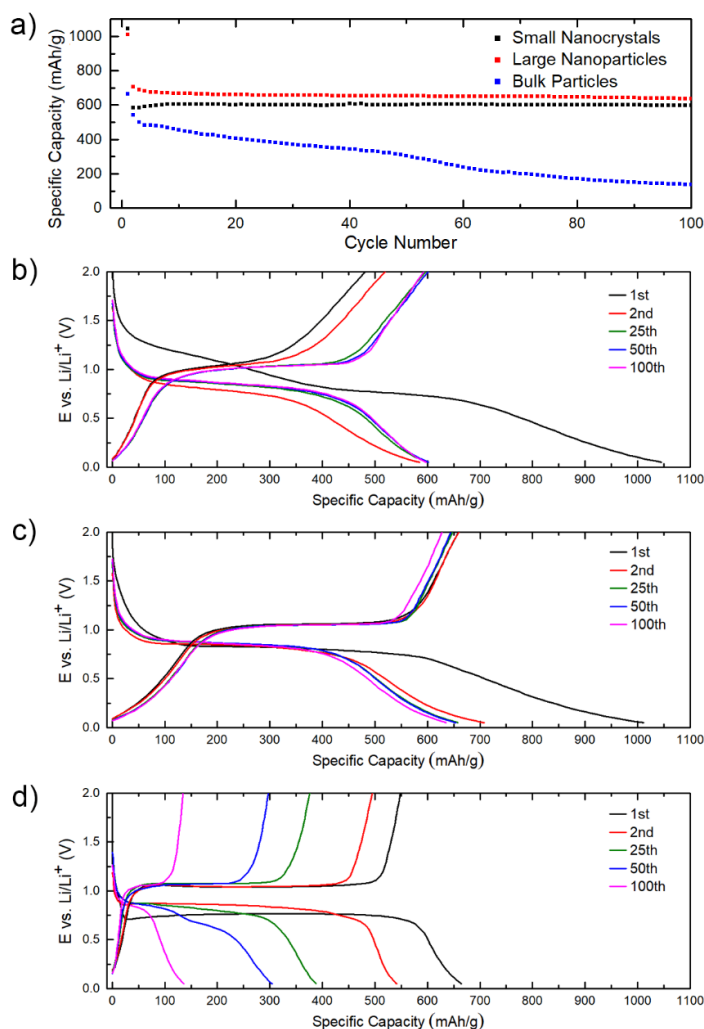 a)
Specific Capacity (mAh/g)
1000
800
600
400
200
0
Small Nanocrystals
Large Nanoparticles
Bulk Particles
0 20 40 60 80 100
Cycle Number
b)
E vs. Li/Li⁺ (V)
2.0
1.5
1.0
0.5
0.0
1st
2nd
25th
50th
100th
0 100 200 300 400 500 600 700 800 900 1000 1100
Specific Capacity (mAh/g)
c)
E vs. Li/Li⁺ (V)
2.0
1.5
1.0
0.5
0.0
1st
2nd
25th
50th
100th
0 100 200 300 400 500 600 700 800 900 1000 1100
Specific Capacity (mAh/g)
d)
E vs. Li/Li⁺ (V)
2.0
1.5
1.0
0.5
0.0
1st
2nd
25th
50th
100th
0 100 200 300 400 500 600 700 800 900 1000 1100
Specific Capacity (mAh/g)